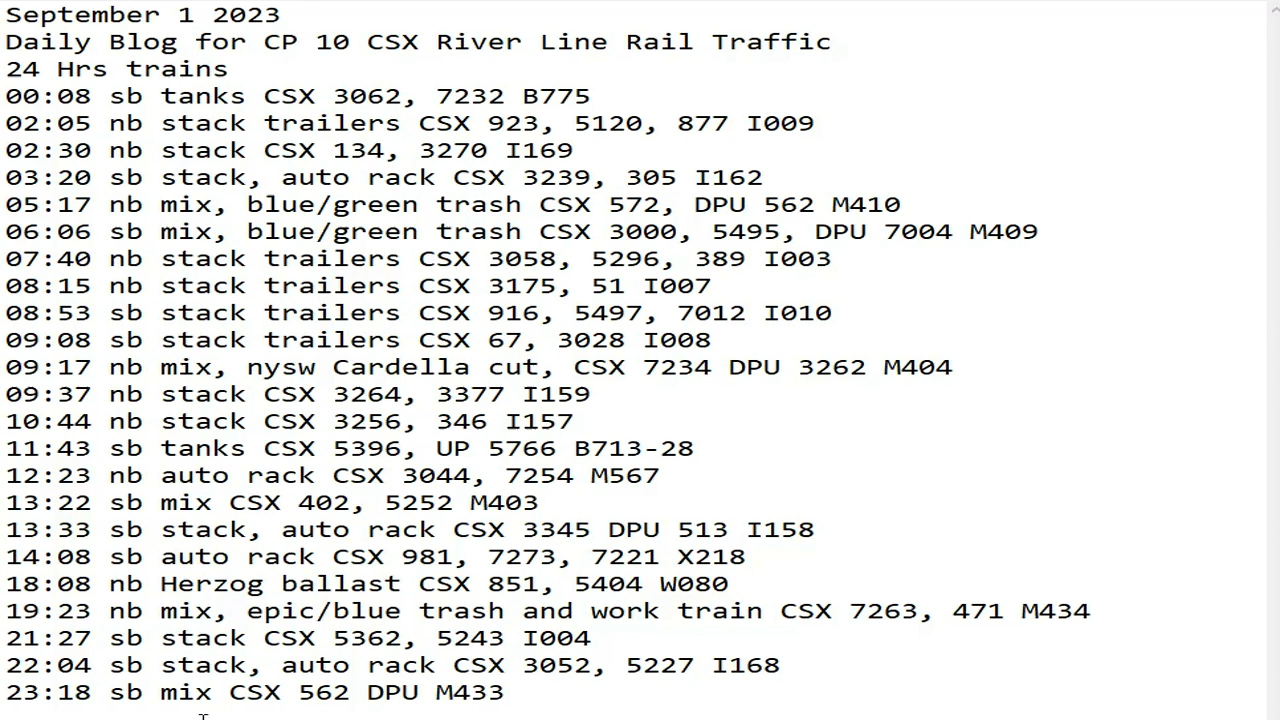 September 1 2023
Daily Blog for CP 10 CSX River Line Rail Traffic
24 Hrs trains
00:08 sb tanks CSX 3062, 7232 B775
02:05 nb stack trailers CSX 923, 5120, 877 I009
02:30 nb stack CSX 134, 3270 I169
03:20 sb stack, auto rack CSX 3239, 305 I162
05:17 nb mix, blue/green trash CSX 572, DPU 562 M410
06:06 sb mix, blue/green trash CSX 3000, 5495, DPU 7004 M409
07:40 nb stack trailers CSX 3058, 5296, 389 I003
08:15 nb stack trailers CSX 3175, 51 I007
08:53 sb stack trailers CSX 916, 5497, 7012 I010
09:08 sb stack trailers CSX 67, 3028 I008
09:17 nb mix, nysw Cardella cut, CSX 7234 DPU 3262 M404
09:37 nb stack CSX 3264, 3377 I159
10:44 nb stack CSX 3256, 346 I157
11:43 sb tanks CSX 5396, UP 5766 B713-28
12:23 nb auto rack CSX 3044, 7254 M567
13:22 sb mix CSX 402, 5252 M403
13:33 sb stack, auto rack CSX 3345 DPU 513 I158
14:08 sb auto rack CSX 981, 7273, 7221 X218
18:08 nb Herzog ballast CSX 851, 5404 W080
19:23 nb mix, epic/blue trash and work train CSX 7263, 471 M434
21:27 sb stack CSX 5362, 5243 I004
22:04 sb stack, auto rack CSX 3052, 5227 I168
23:18 sb mix CSX 562 DPU M433